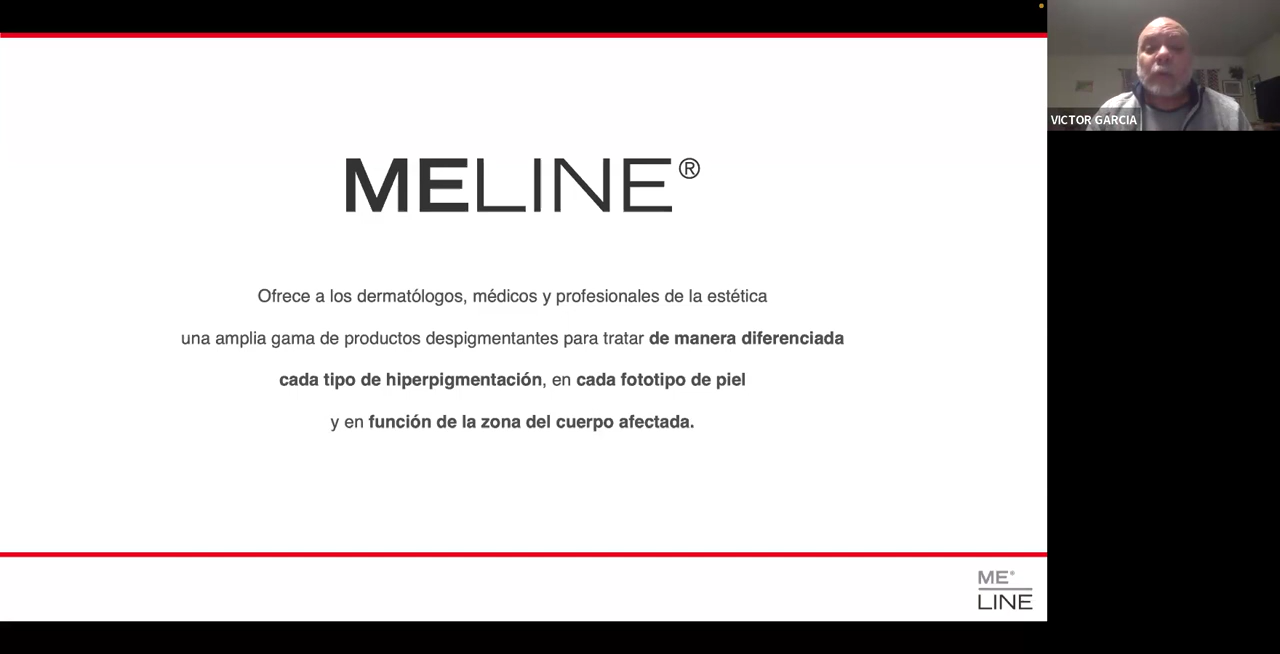 MELINE®
Ofrece a los dermatólogos, médicos y profesionales de la estética
una amplia gama de productos despigmentantes para tratar de manera diferenciada
cada tipo de hiperpigmentación, en cada fototipo de piel
y en función de la zona del cuerpo afectada.
ME®
LINE
VICTOR GARCIA